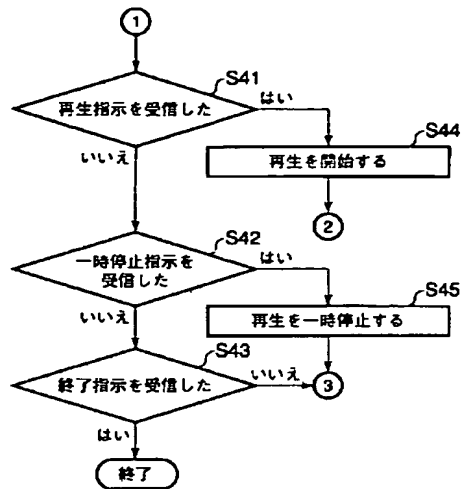 1
S41
再生指示を受信した
はい
S44
いいえ
再生を開始する
2
S42
一時停止指示を
受信した
はい
S45
いいえ
再生を一時停止する
S43
終了指示を受信した
いいえ
3
はい
終了